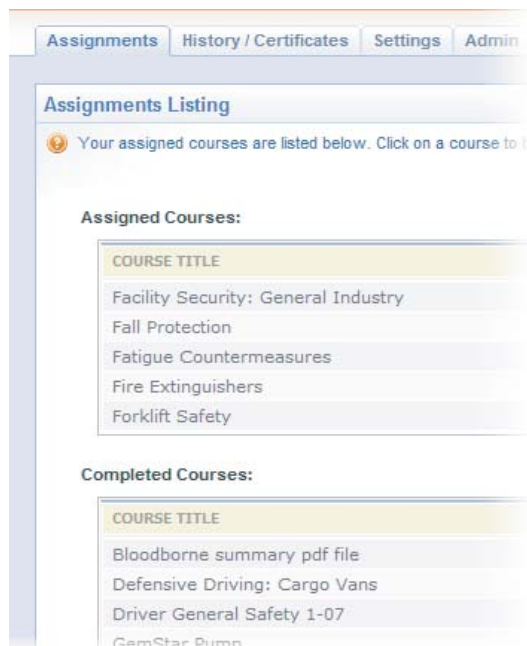 Assignments History / Certificates Settings Admin
Assignments Listing
Your assigned courses are listed below. Click on a course to
Assigned Courses:
COURSE TITLE
Facility Security: General Industry
Fall Protection
Fatigue Countermeasures
Fire Extinguishers
Forklift Safety
Completed Courses:
COURSE TITLE
Bloodborne summary pdf file
Defensive Driving: Cargo Vans
Driver General Safety 1-07
GemStar Pump